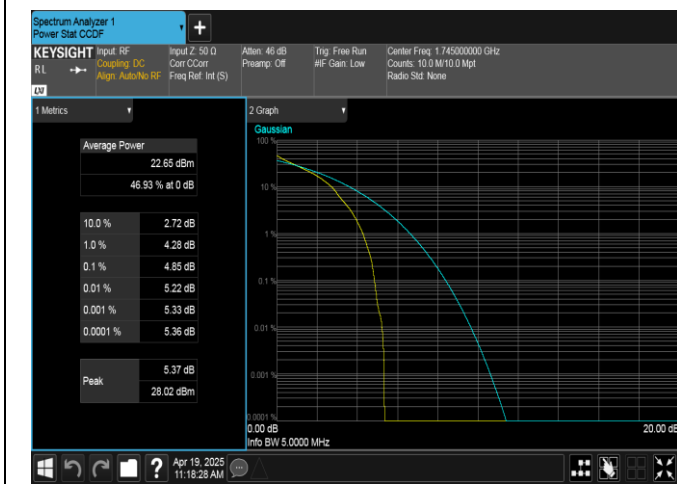 Spectrum Analyzer 1
Power Stat CCDF
+
KEYSIGHT
RL
LXI
Input: RF
Coupling: DC
Align: Auto/No RF
Input Z: 50 Ω
Corr CCorr
Freq Ref: Int (S)
Atten: 46 dB
Preamp: Off
Trig: Free Run
#IF Gain: Low
Center Freq: 1.745000000 GHz
Counts: 10.0 M/10.0 Mpt
Radio Std: None
1 Metrics
Average Power
22.65 dBm
46.93 % at 0 dB
10.0 % 2.72 dB
1.0 % 4.28 dB
0.1 % 4.85 dB
0.01 % 5.22 dB
0.001 % 5.33 dB
0.0001 % 5.36 dB
Peak
5.37 dB
28.02 dBm
2 Graph
Gaussian
100 %
10 %
1 %
0.1 %
0.01 %
0.001 %
0.0001 %
0.00 dB 20.00 dB
Info BW 5.0000 MHz
?
Apr 19, 2025
11:18:28 AM